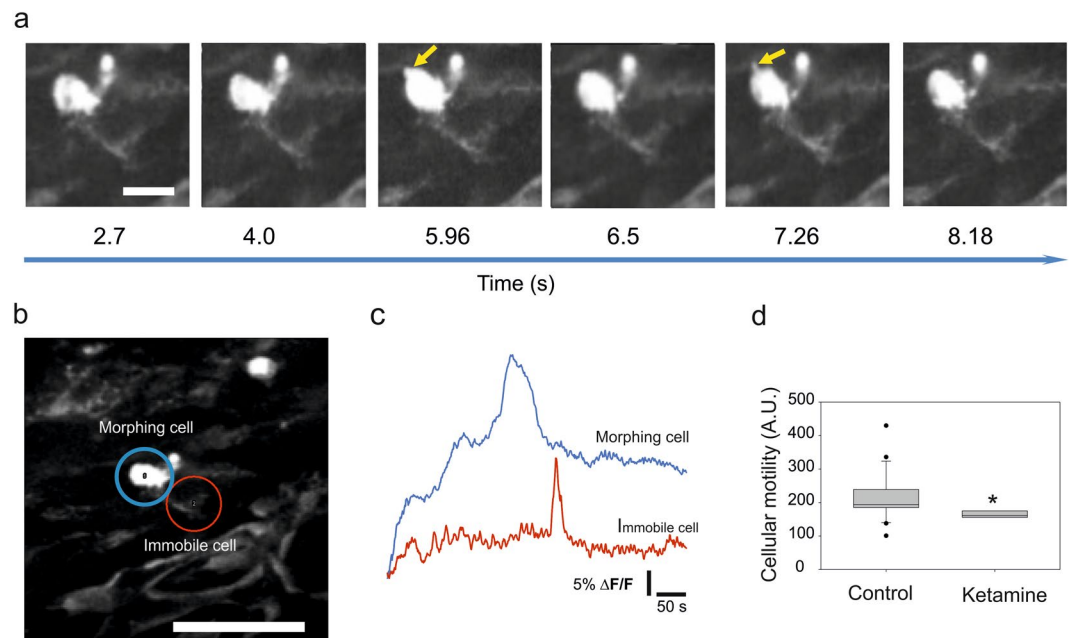 a
2.7
4.0
5.96
6.5
7.26
8.18
Time (s)
b
Morphing cell
Immobile cell
c
Morphing cell
Immobile cell
5% ΔF/F
50 s
d
Cellular motility (A.U.)
500
400
300
200
100
0
*
Control
Ketamine